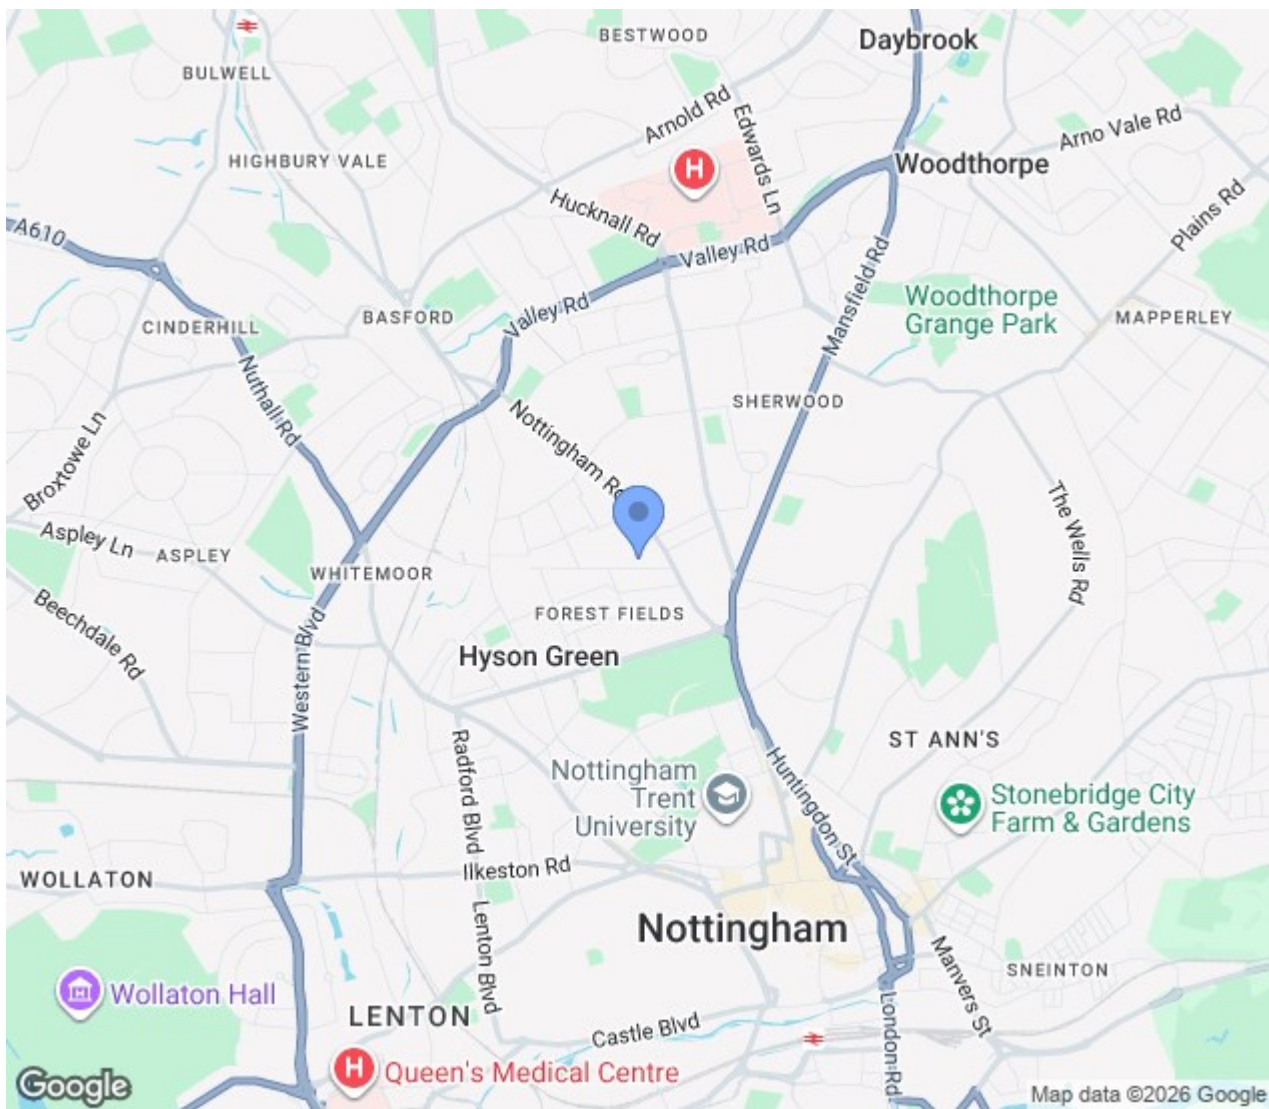 BESTWOOD
Daybrook
BULWELL
Arnold Rd
Edwards Ln
Arno Vale Rd
HIGHBURY VALE
H
Woodthorpe
Plains Rd
Hucknall Rd
A610
Valley Rd
Mansfield Rd
Woodthorpe
Grange Park
CINDERHILL
BASFORD
Valley Rd
MAPPERLEY
Nuthall Rd
SHERWOOD
Broxtowe Ln
Nottingham Rd
The Wells Rd
Aspley Ln
ASPLEY
WHITEMOOR
Beechdale Rd
FOREST FIELDS
Western Blvd
Hyson Green
Radford Blvd
ST ANN'S
Huntingdon St
Nottingham
Trent
University
Stonebridge City
Farm & Gardens
Ilkeston Rd
WOLLATON
Lenton Blvd
Nottingham
Manvers St
SNEINTON
Wollaton Hall
LENTON
Castle Blvd
London Rd
H
Queen's Medical Centre
Google
Map data ©2026 Google